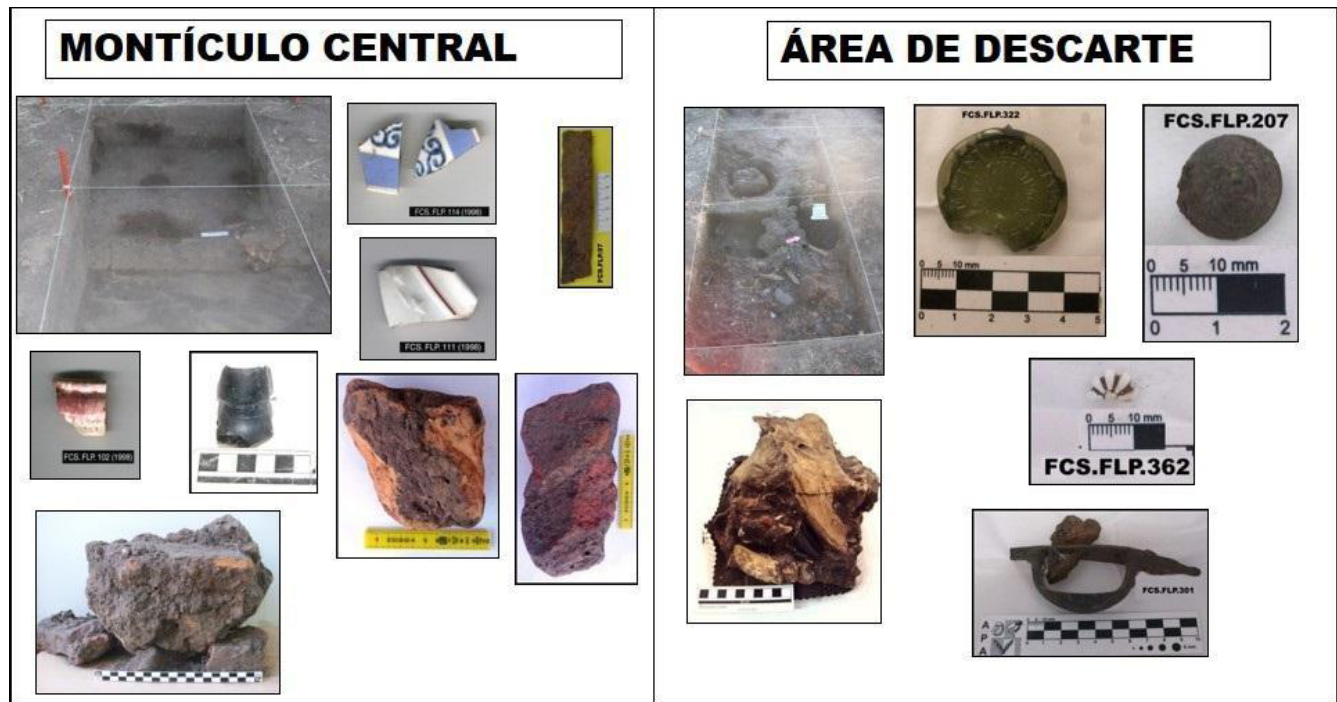 MONTÍCULO CENTRAL
ÁREA DE DESCARTE
FCS. FLP. 114 (1998)
FCS.FLP.97
FCS. FLP. 111 (1998)
FCS. FLP. 102 (1998)
FCS.FLP.322
0 5 10 mm
0 1 2 3 4 5
FCS.FLP.207
0 5 10 mm
0 1 2
0 5 10 mm
FCS.FLP.362
FCS.FLP.301
A
P
A